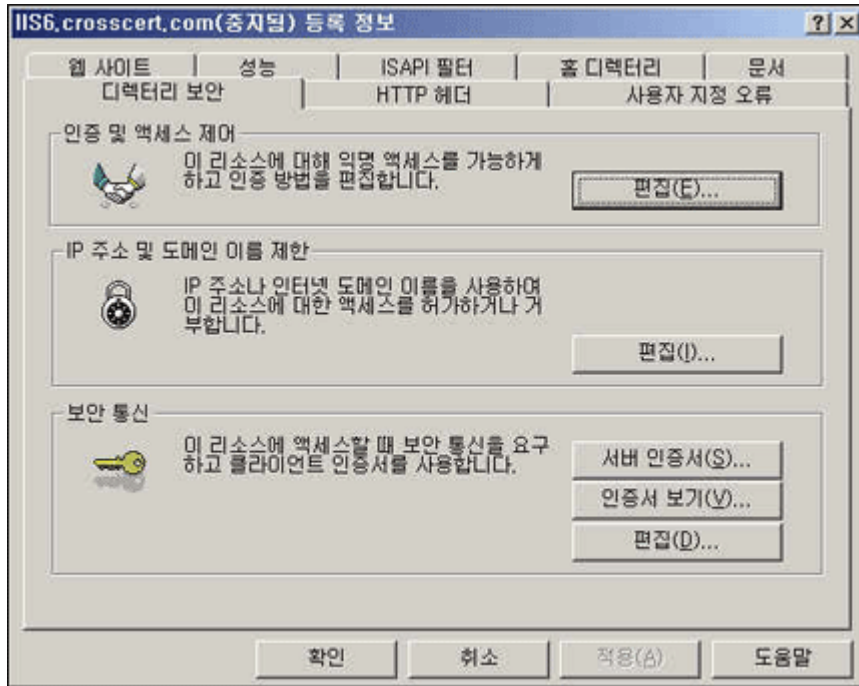 IIS6.crosscert.com(중지됨) 등록 정보
웹 사이트 성능 ISAPI 필터 홈 디렉터리 문서
디렉터리 보안 HTTP 헤더 사용자 지정 오류
인증 및 액세스 제어
이 리소스에 대해 익명 액세스를 가능하게
하고 인증 방법을 편집합니다.
편집(E)...
IP 주소 및 도메인 이름 제한
IP 주소나 인터넷 도메인 이름을 사용하여
이 리소스에 대한 액세스를 허가하거나 거
부합니다.
편집(I)...
보안 통신
이 리소스에 액세스할 때 보안 통신을 요구
하고 클라이언트 인증서를 사용합니다.
서버 인증서(S)...
인증서 보기(V)...
편집(D)...
확인 취소 적용(A) 도움말